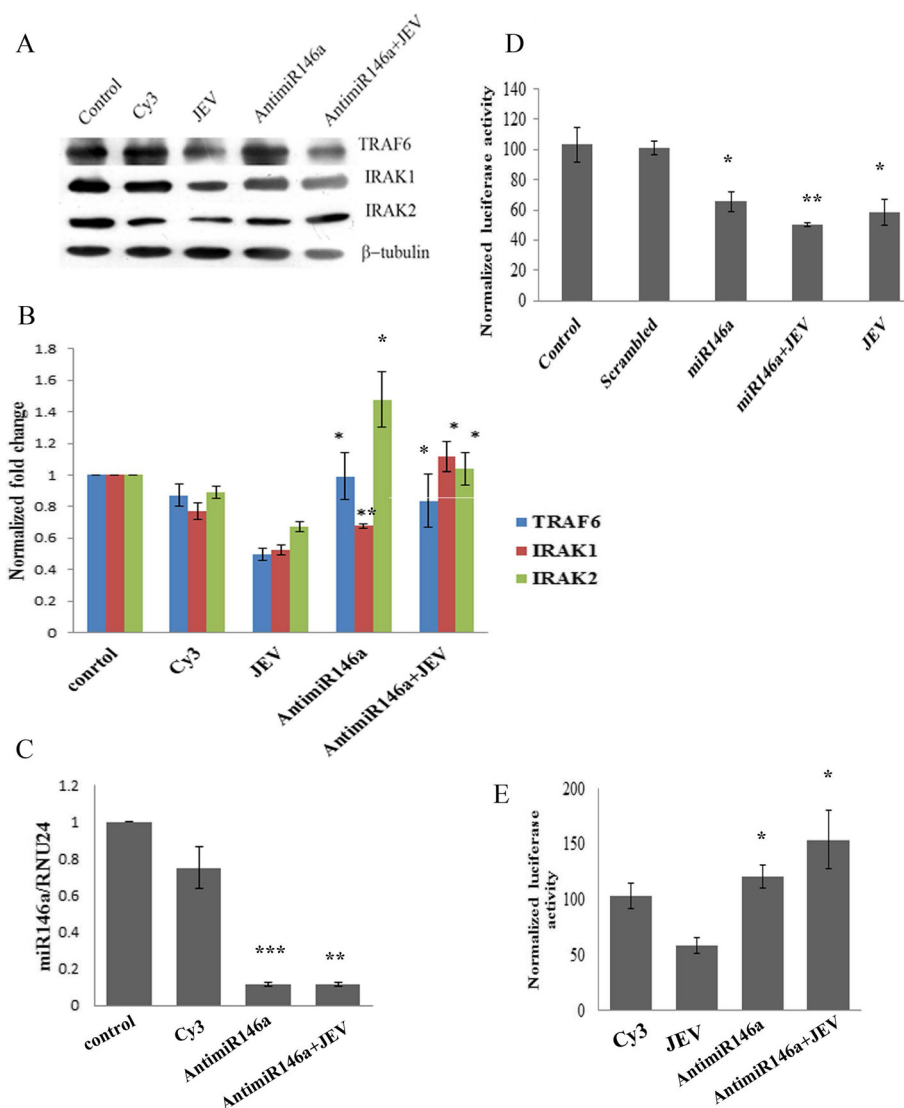 A
Control
Cy3
JEV
AntimiR146a
AntimiR146a+JEV
TRAF6
IRAK1
IRAK2
β-tubulin
B
Normalized fold change
1.8
1.6
1.4
1.2
1
0.8
0.6
0.4
0.2
0
*
**
*
*
*
*
conrtol
Cy3
JEV
AntimiR146a
AntimiR146a+JEV
TRAF6
IRAK1
IRAK2
C
miR146a/RNU24
1.2
1
0.8
0.6
0.4
0.2
0
***
**
control
Cy3
AntimiR146a
AntimiR146a+JEV
D
Normalized luciferase activity
140
120
100
80
60
40
20
0
*
**
*
Control
Scrambled
miR146a
miR146a+JEV
JEV
E
Normalized luciferase
activity
200
150
100
50
0
*
*
Cy3
JEV
AntimiR146a
AntimiR146a+JEV